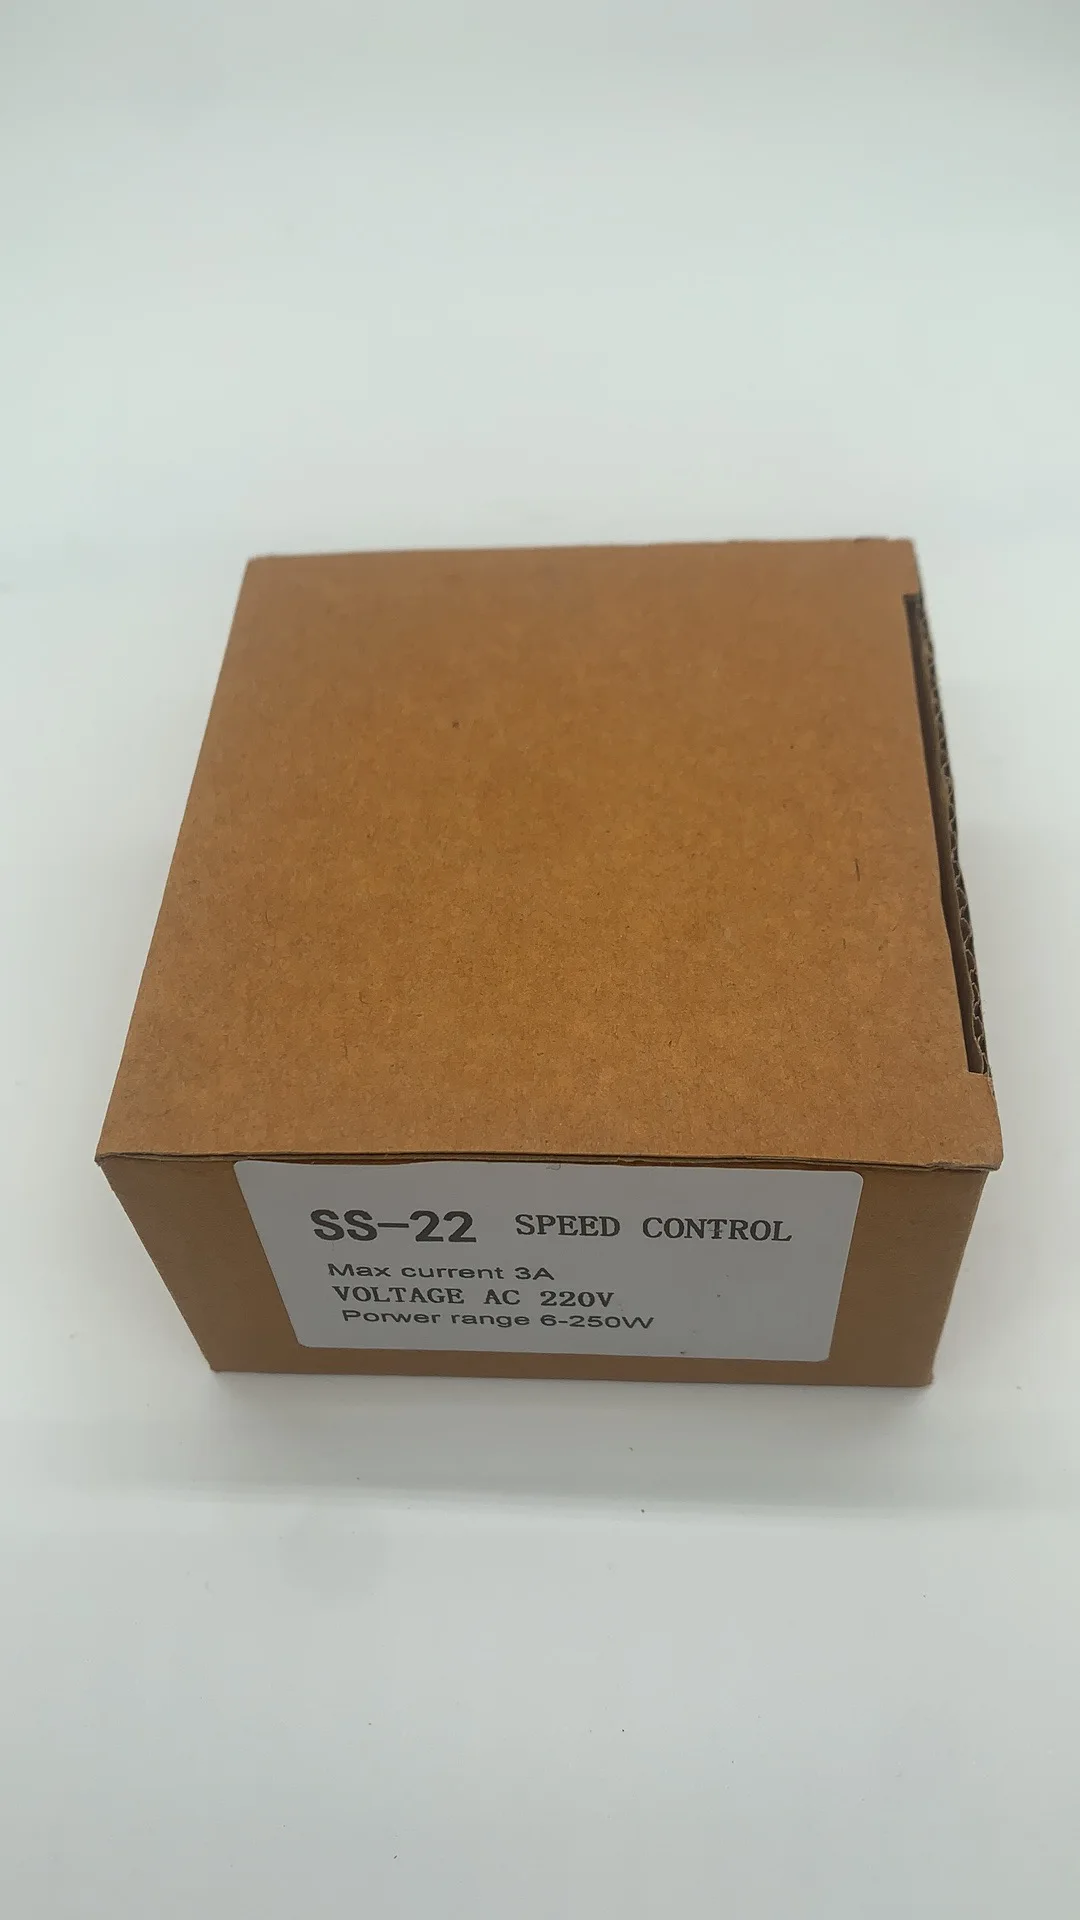 SS-22 SPEED CONTROL
Max current 3A
VOLTAGE AC 220V
Porwer range 6-250W